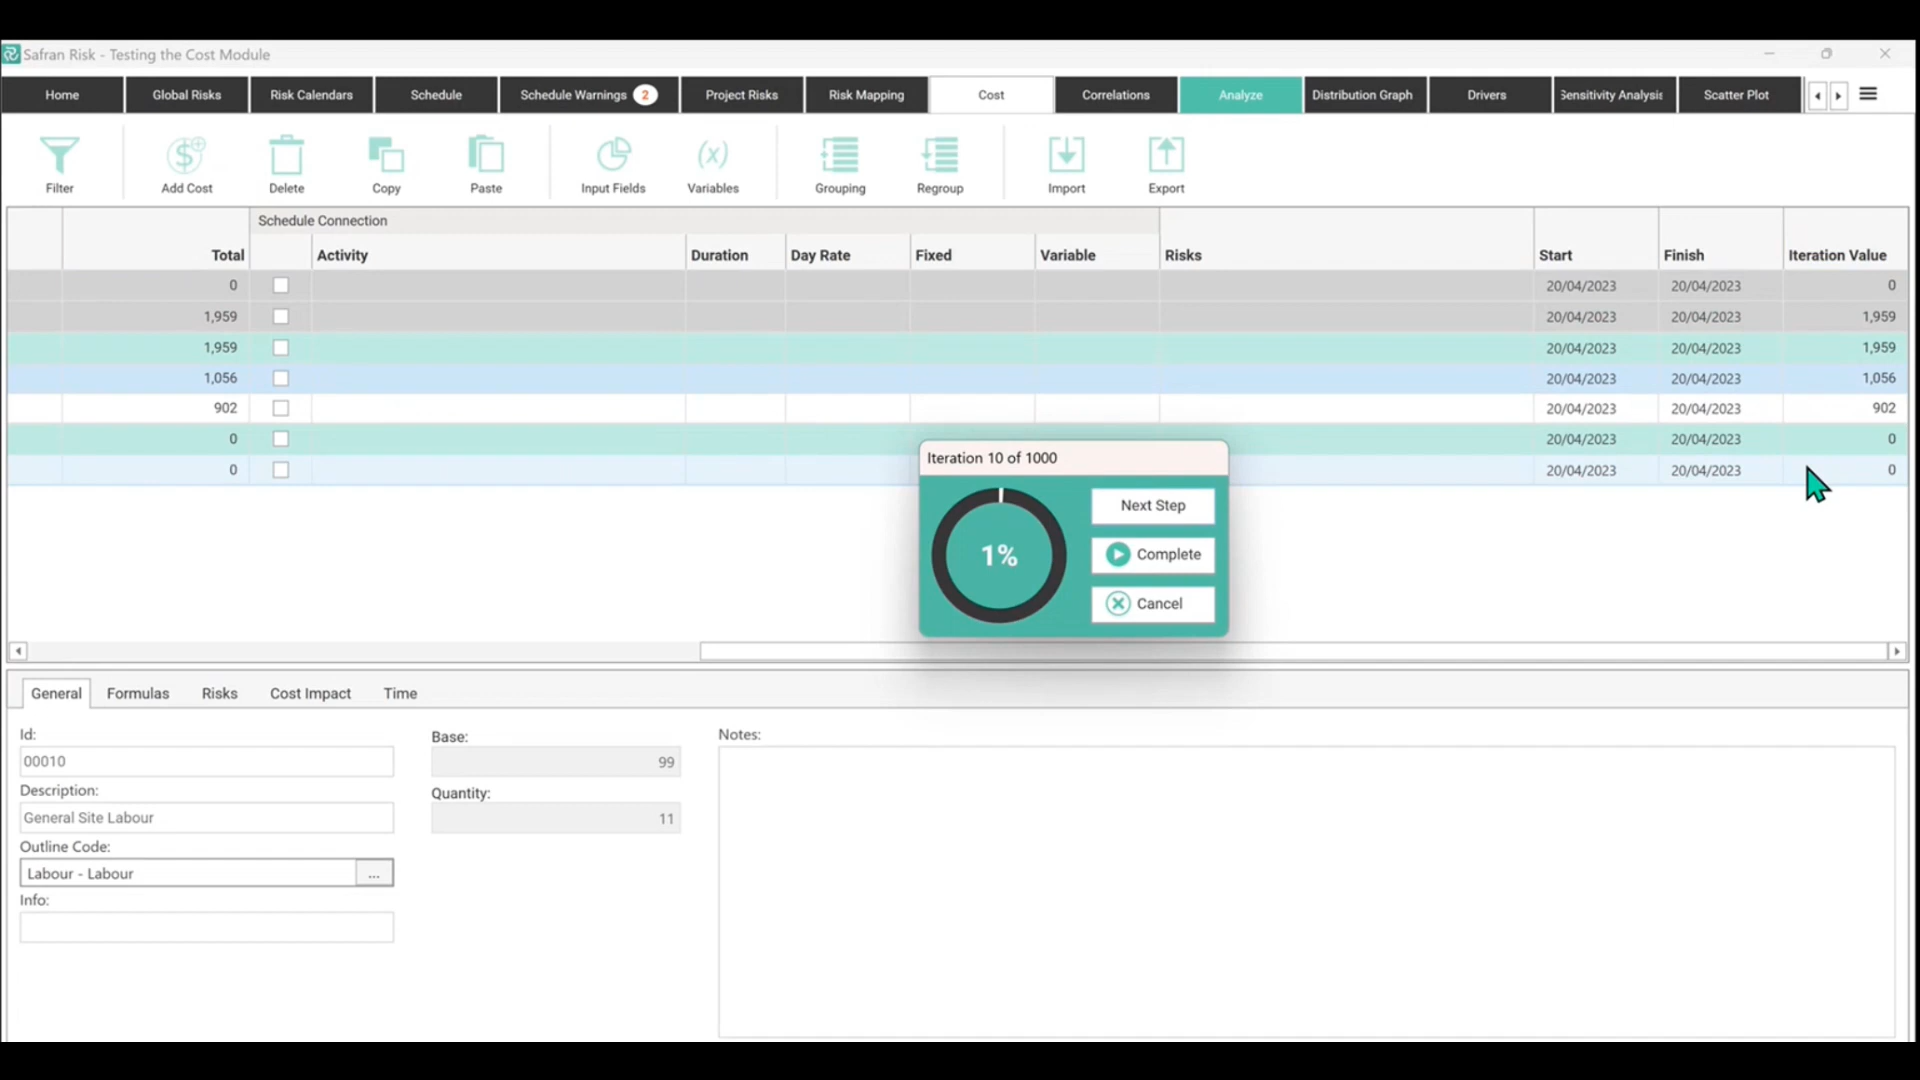 Safran Risk - Testing the Cost Module
Home Global Risks Risk Calendars Schedule Schedule Warnings 2 Project Risks Risk Mapping Cost Correlations Analyze Distribution Graph Drivers Sensitivity Analysis Scatter Plot
Filter Add Cost Delete Copy Paste Input Fields Variables Grouping Regroup Import Export
Schedule Connection
Total Activity Duration Day Rate Fixed Variable Risks Start Finish Iteration Value
0 20/04/2023 20/04/2023 0
1,959 20/04/2023 20/04/2023 1,959
1,959 20/04/2023 20/04/2023 1,959
1,056 20/04/2023 20/04/2023 1,056
902 20/04/2023 20/04/2023 902
0 20/04/2023 20/04/2023 0
0 20/04/2023 20/04/2023 0
Iteration 10 of 1000
1%
Next Step
Complete
Cancel
General Formulas Risks Cost Impact Time
Id:
00010
Description:
General Site Labour
Outline Code:
Labour - Labour ...
Info:
Base:
99
Quantity:
11
Notes: